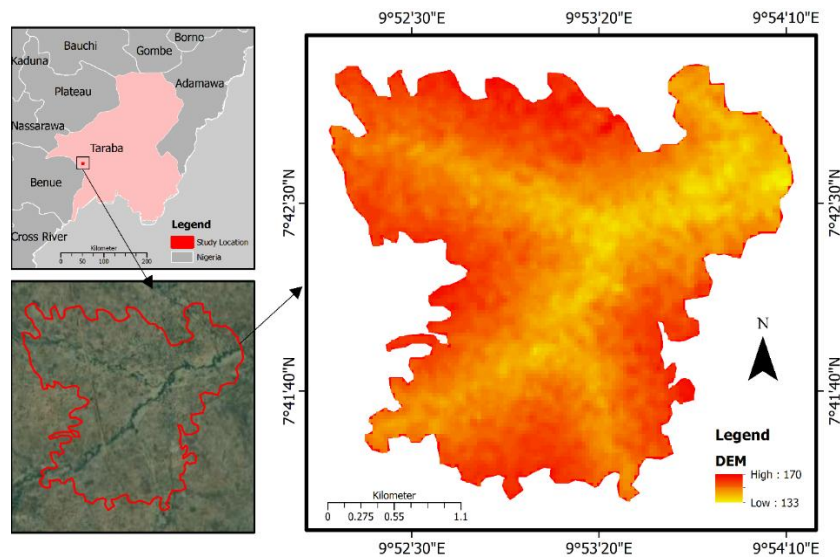 Bauchi
Gombe
Borno
Kaduna
Plateau
Adamawa
Nassarawa
Taraba
Benue
Cross River
Legend
Study Location
Nigeria
Kilometer
0 50 100 200
9°52'30" 9°53'20" 9°54'10"
7°42'30"
7°42'30"
7°41'40"
7°41'40"
N
Legend
DEM
High : 170
Low : 133
Kilometer
0 0.275 0.55 1.1
9°52'30" 9°53'20" 9°54'10"